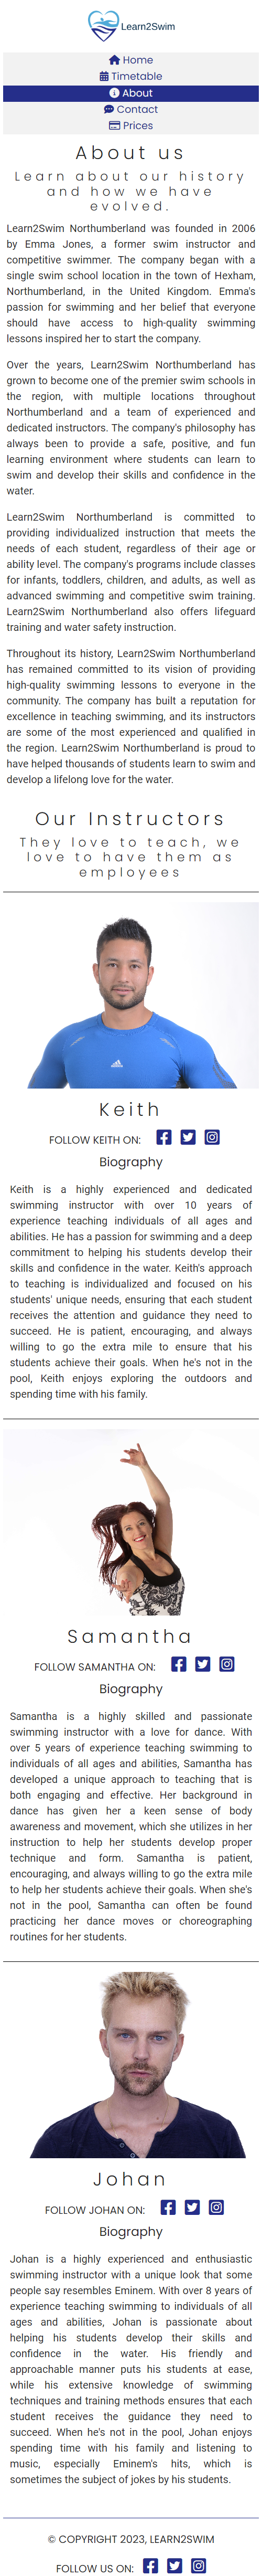 Learn2Swim
Home
Timetable
About
Contact
Prices
About us
Learn about our history
and how we have
evolved.
Learn2Swim Northumberland was founded in 2006
by Emma Jones, a former swim instructor and
competitive swimmer. The company began with a
single swim school location in the town of Hexham,
Northumberland, in the United Kingdom. Emma's
passion for swimming and her belief that everyone
should have access to high-quality swimming
lessons inspired her to start the company.
Over the years, Learn2Swim Northumberland has
grown to become one of the premier swim schools in
the region, with multiple locations throughout
Northumberland and a team of experienced and
dedicated instructors. The company's philosophy has
always been to provide a safe, positive, and fun
learning environment where students can learn to
swim and develop their skills and confidence in the
water.
Learn2Swim Northumberland is committed to
providing individualized instruction that meets the
needs of each student, regardless of their age or
ability level. The company's programs include classes
for infants, toddlers, children, and adults, as well as
advanced swimming and competitive swim training.
Learn2Swim Northumberland also offers lifeguard
training and water safety instruction.
Throughout its history, Learn2Swim Northumberland
has remained committed to its vision of providing
high-quality swimming lessons to everyone in the
community. The company has built a reputation for
excellence in teaching swimming, and its instructors
are some of the most experienced and qualified in
the region. Learn2Swim Northumberland is proud to
have helped thousands of students learn to swim and
develop a lifelong love for the water.
Our Instructors
They love to teach, we
love to have them as
employees
Keith
FOLLOW KEITH ON:
Biography
Keith is a highly experienced and dedicated
swimming instructor with over 10 years of
experience teaching individuals of all ages and
abilities. He has a passion for swimming and a deep
commitment to helping his students develop their
skills and confidence in the water. Keith's approach
to teaching is individualized and focused on his
students' unique needs, ensuring that each student
receives the attention and guidance they need to
succeed. He is patient, encouraging, and always
willing to go the extra mile to ensure that his
students achieve their goals. When he's not in the
pool, Keith enjoys exploring the outdoors and
spending time with his family.
Samantha
FOLLOW SAMANTHA ON:
Biography
Samantha is a highly skilled and passionate
swimming instructor with a love for dance. With
over 5 years of experience teaching swimming to
individuals of all ages and abilities, Samantha has
developed a unique approach to teaching that is
both engaging and effective. Her background in
dance has given her a keen sense of body
awareness and movement, which she utilizes in her
instruction to help her students develop proper
technique and form. Samantha is patient,
encouraging, and always willing to go the extra mile
to help her students achieve their goals. When she's
not in the pool, Samantha can often be found
practicing her dance moves or choreographing
routines for her students.
Johan
FOLLOW JOHAN ON:
Biography
Johan is a highly experienced and enthusiastic
swimming instructor with a unique look that some
people say resembles Eminem. With over 8 years of
experience teaching swimming to individuals of all
ages and abilities, Johan is passionate about
helping his students develop their skills and
confidence in the water. His friendly and
approachable manner puts his students at ease,
while his extensive knowledge of swimming
techniques and training methods ensures that each
student receives the guidance they need to
succeed. When he's not in the pool, Johan enjoys
spending time with his family and listening to
music, especially Eminem's hits, which is
sometimes the subject of jokes by his students.
© COPYRIGHT 2023, LEARN2SWIM
FOLLOW US ON: